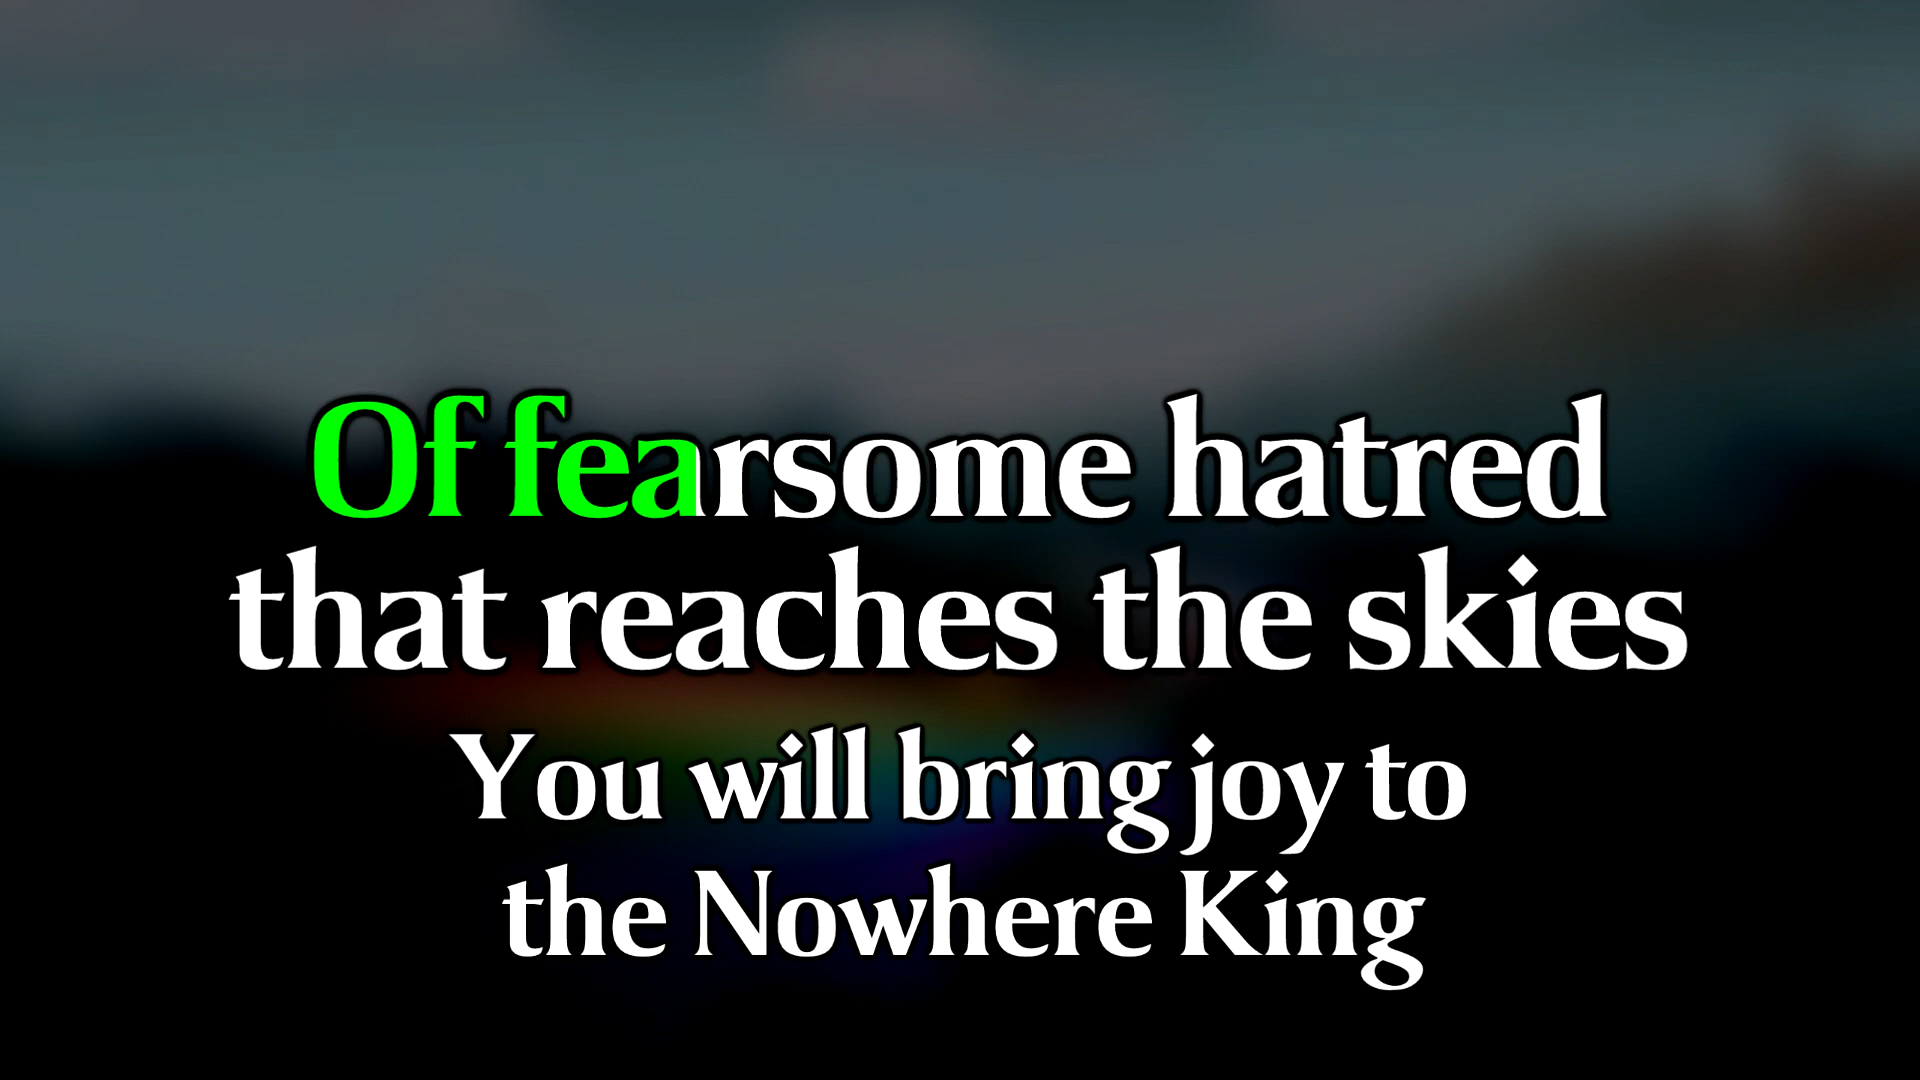 Of fearsome hatred
that reaches the skies
You will bring joy to
the Nowhere King